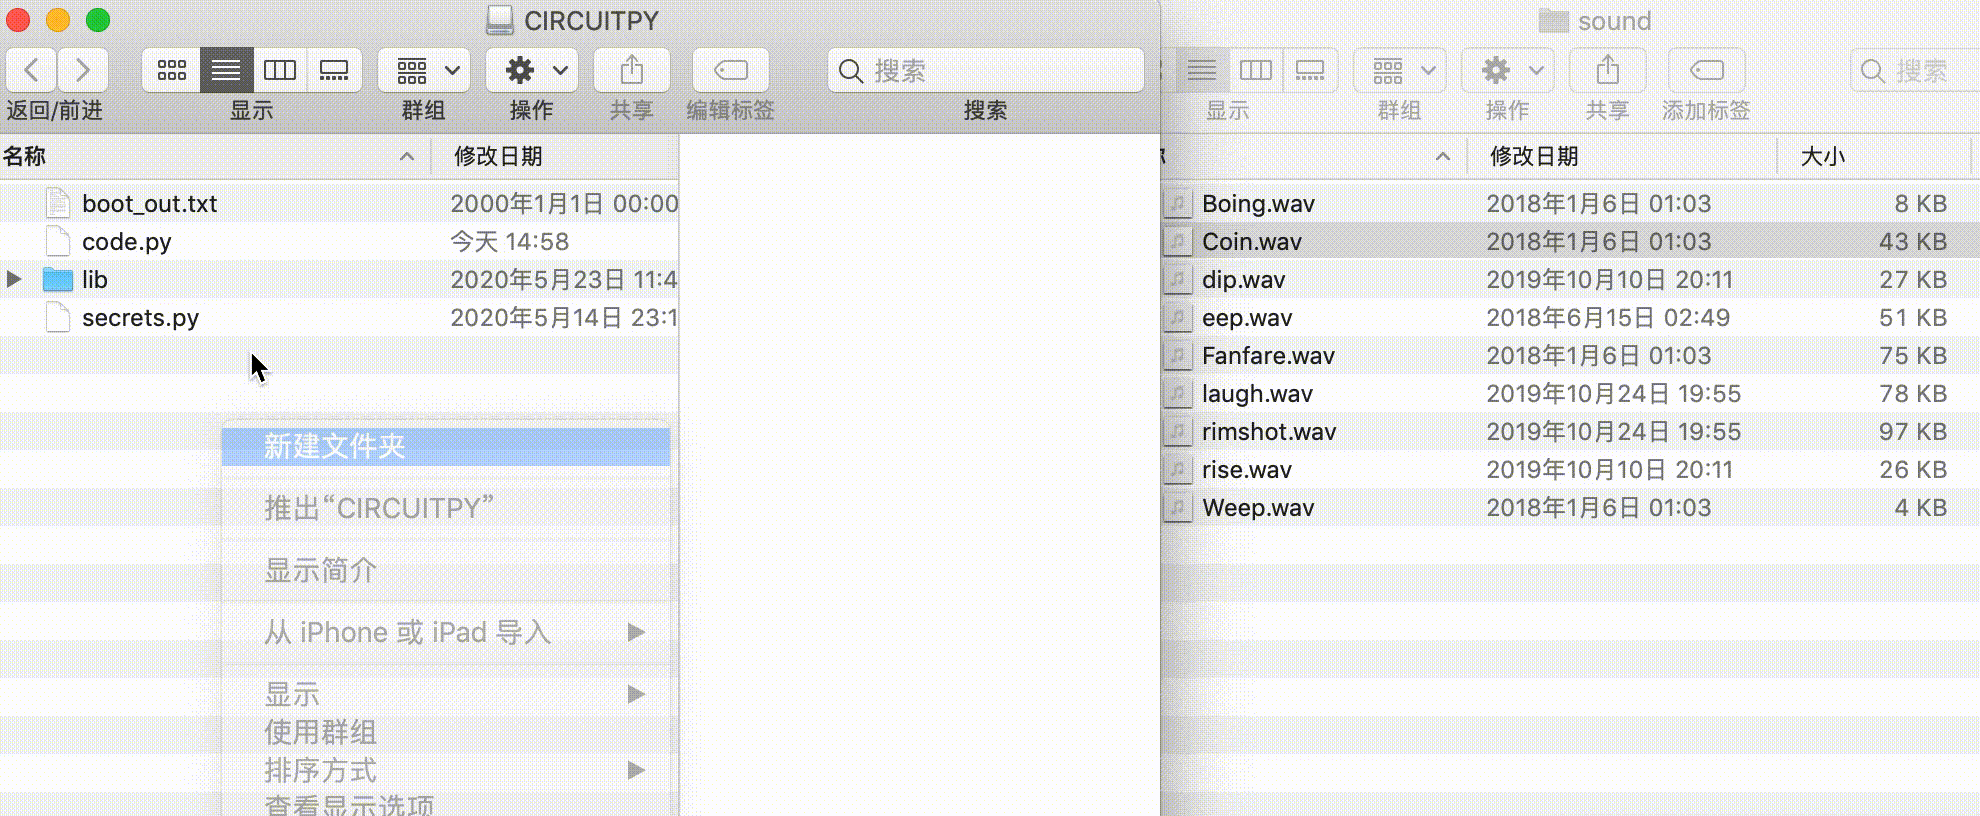 CIRCUITPY
搜索
返回/前进
显示
群组
操作
共享
编辑标签
搜索
名称
修改日期
boot_out.txt
2000年1月1日 00:00
code.py
今天 14:58
lib
2020年5月23日 11:4
secrets.py
2020年5月14日 23:1
新建文件夹
推出“CIRCUITPY”
显示简介
从 iPhone 或 iPad 导入
显示
使用群组
排序方式
查看显示选项
sound
搜索
显示
群组
操作
共享
添加标签
修改日期
大小
Boing.wav 2018年1月6日 01:03 8 KB
Coin.wav 2018年1月6日 01:03 43 KB
dip.wav 2019年10月10日 20:11 27 KB
eep.wav 2018年6月15日 02:49 51 KB
Fanfare.wav 2018年1月6日 01:03 75 KB
laugh.wav 2019年10月24日 19:55 78 KB
rimshot.wav 2019年10月24日 19:55 97 KB
rise.wav 2019年10月10日 20:11 26 KB
Weep.wav 2018年1月6日 01:03 4 KB